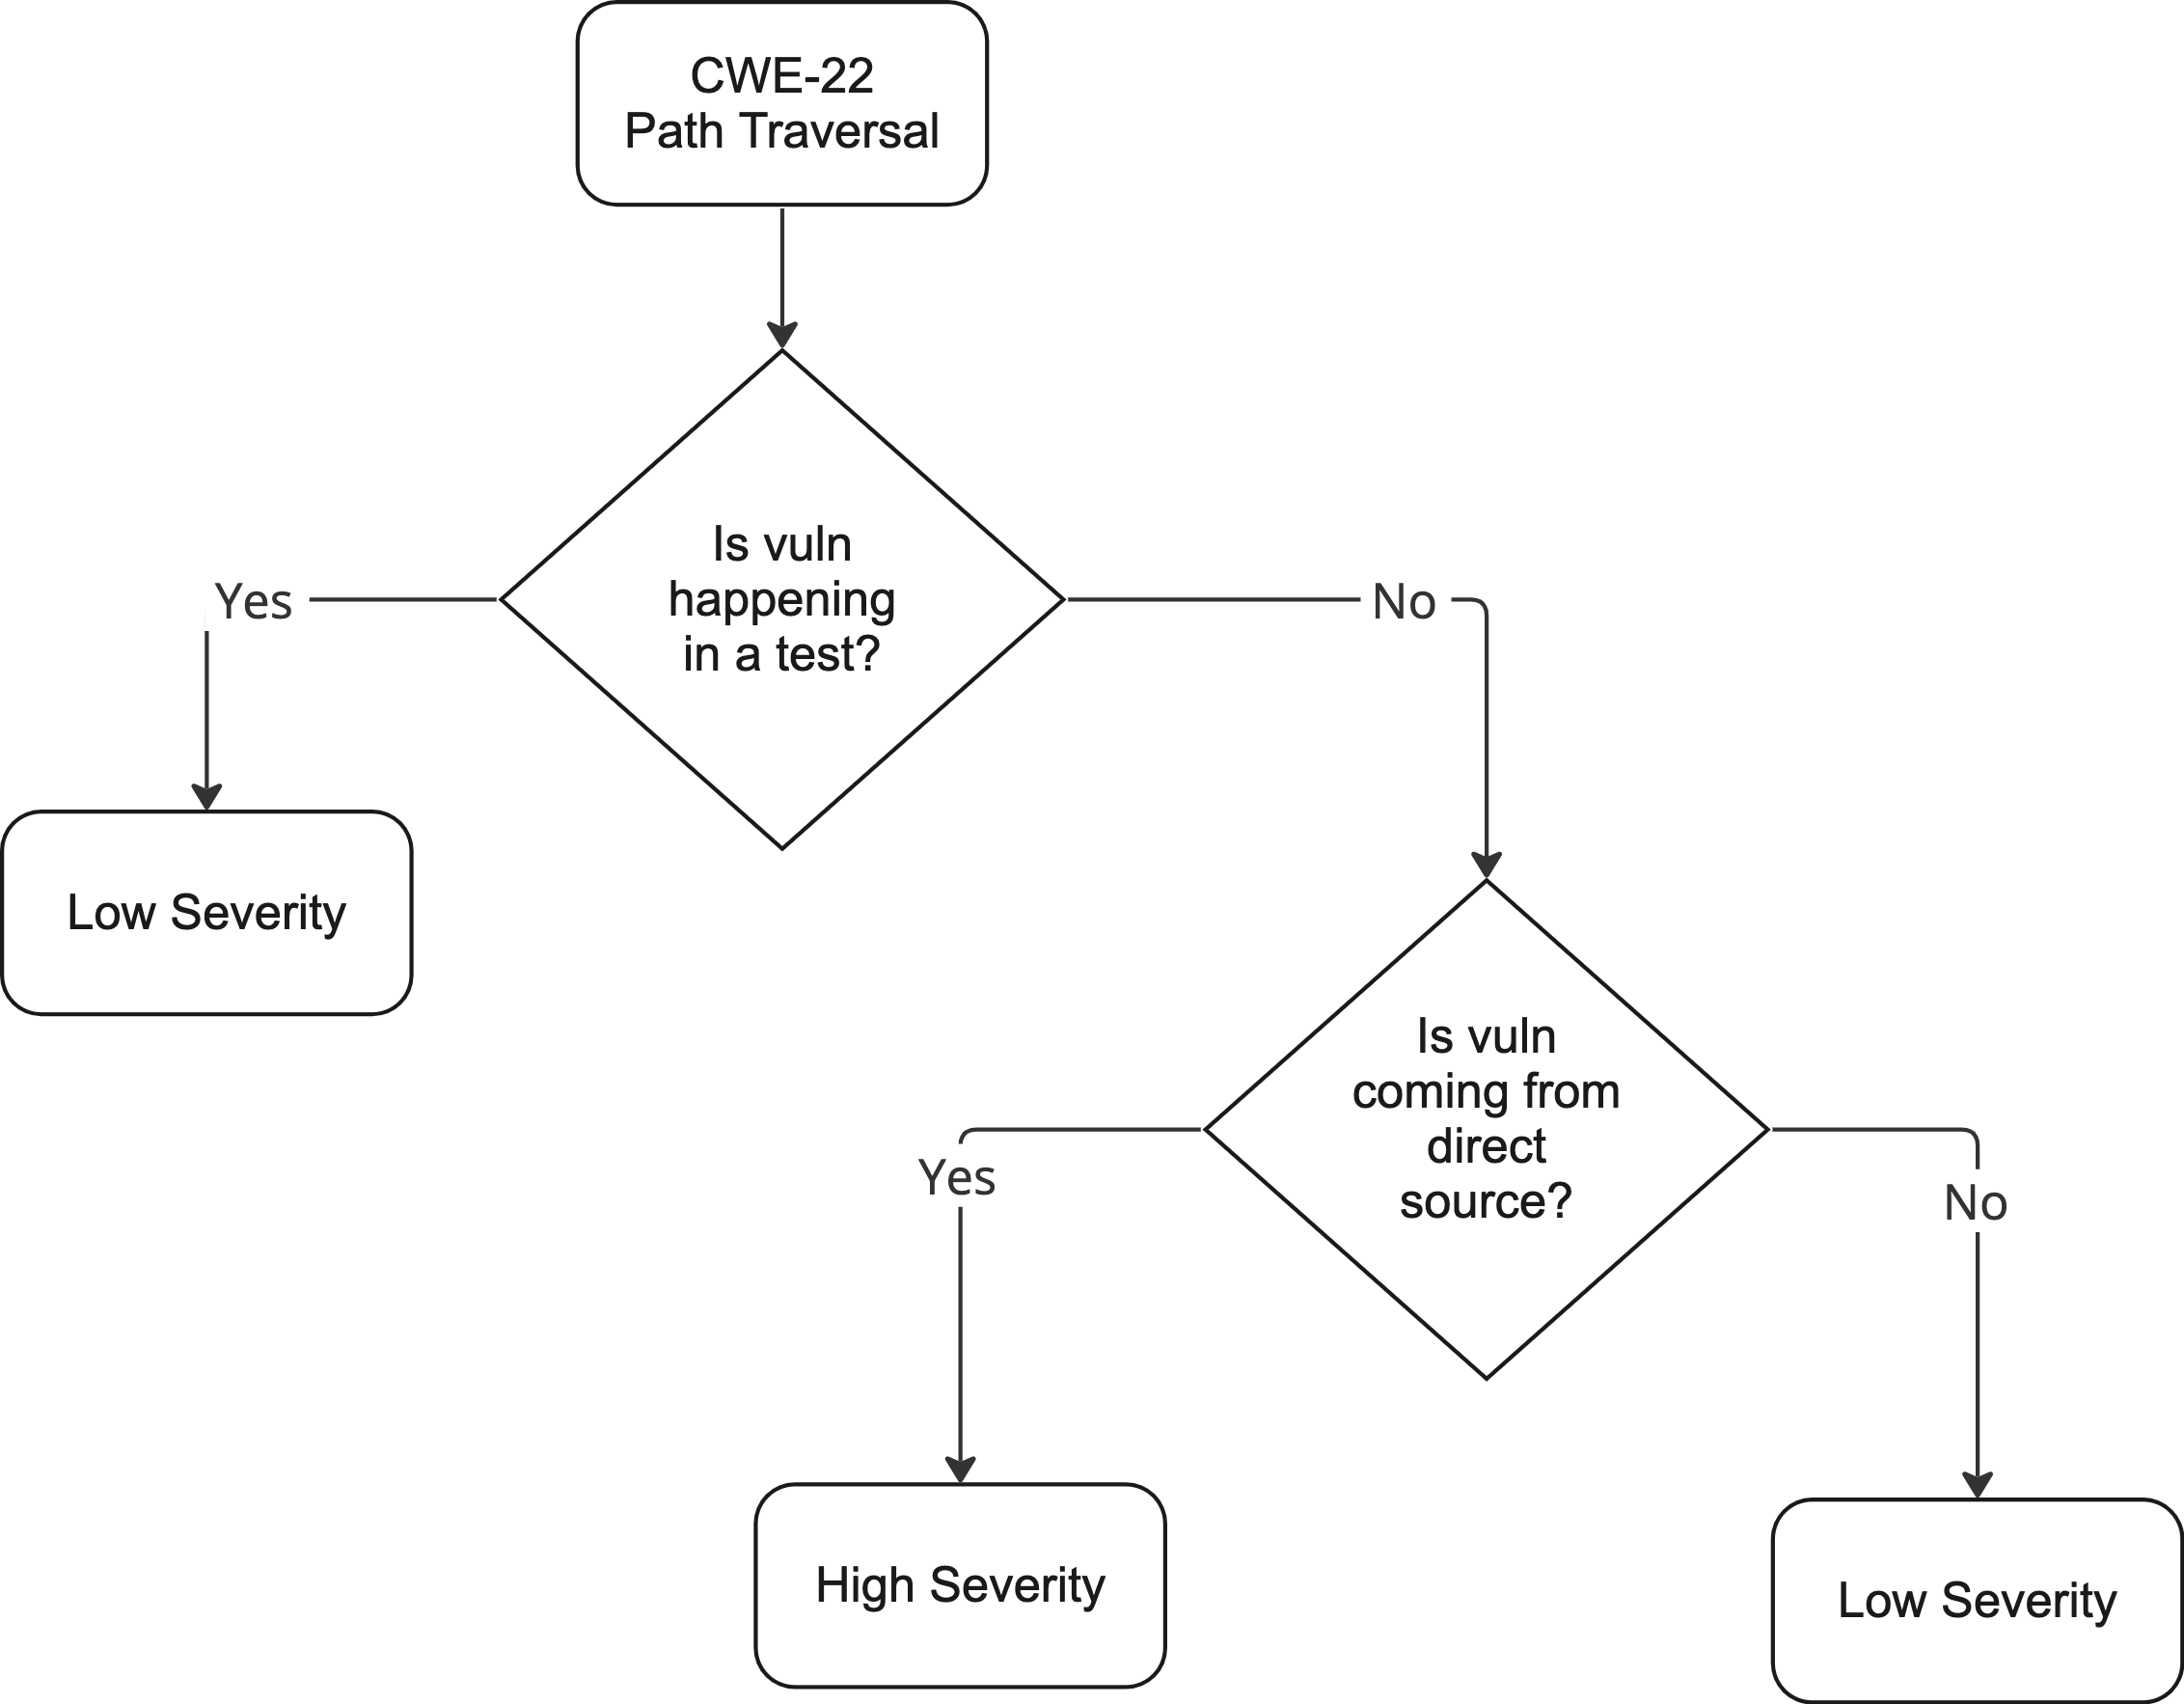 CWE-22
Path Traversal
Is vuln
happening
in a test?
Yes
No
Low Severity
Is vuln
coming from
direct
source?
Yes
No
High Severity
Low Severity